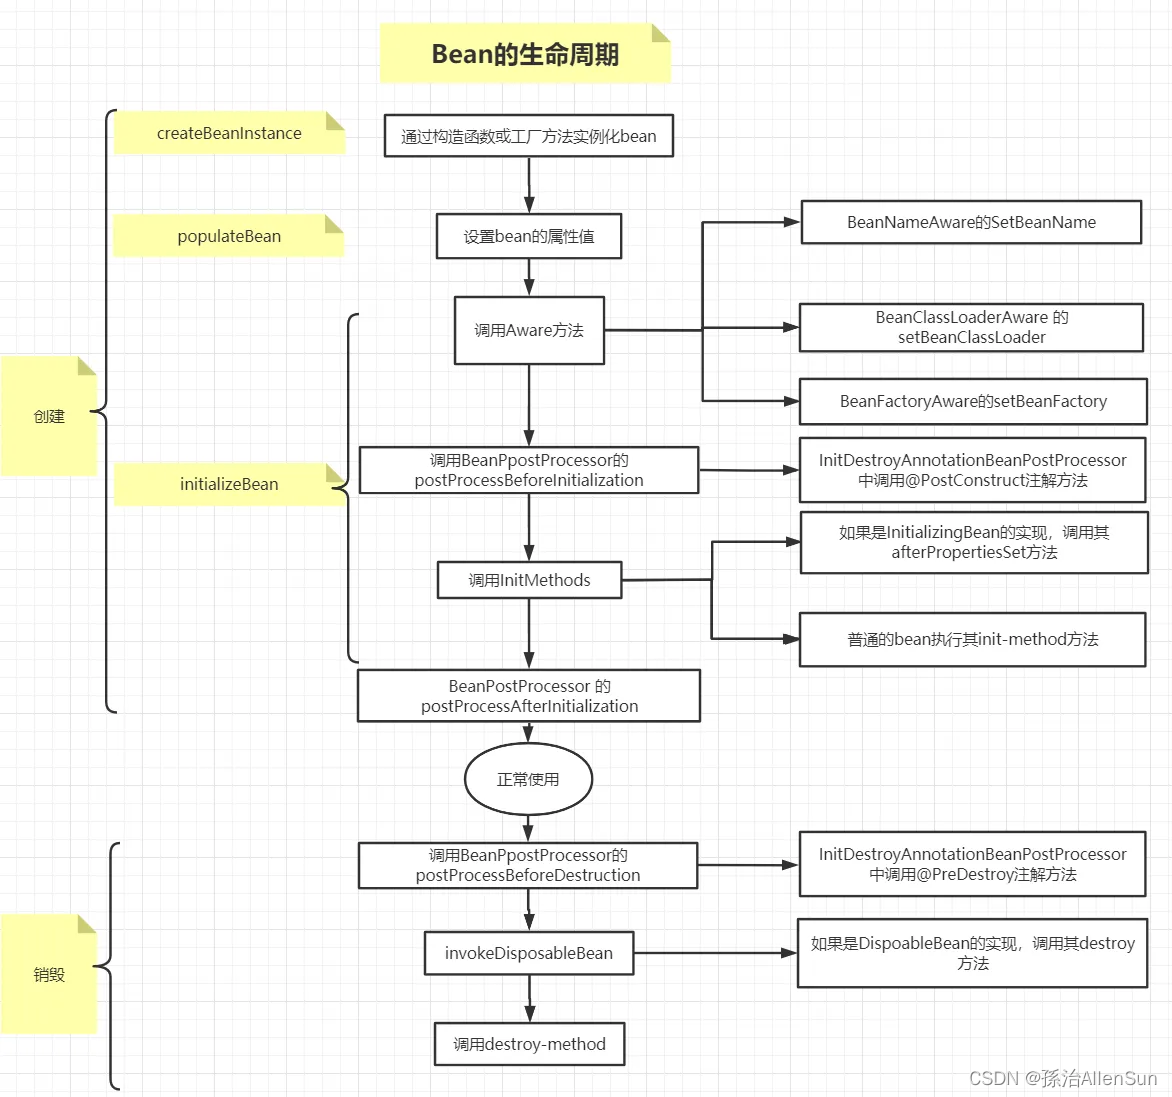 Bean的生命周期
createBeanInstance
通过构造函数或工厂方法实例化bean
populateBean
设置bean的属性值
BeanNameAware的SetBeanName
调用Aware方法
BeanClassLoaderAware 的
setBeanClassLoader
BeanFactoryAware的setBeanFactory
创建
initializeBean
调用BeanPpostProcessor的
postProcessBeforeInitialization
InitDestroyAnnotationBeanPostProcessor
中调用@PostConstruct注解方法
调用InitMethods
如果是InitializingBean的实现，调用其
afterPropertiesSet方法
普通的bean执行其init-method方法
BeanPostProcessor 的
postProcessAfterInitialization
正常使用
调用BeanPpostProcessor的
postProcessBeforeDestruction
InitDestroyAnnotationBeanPostProcessor
中调用@PreDestroy注解方法
销毁
invokeDisposableBean
如果是DispoableBean的实现，调用其destroy
方法
调用destroy-method
CSDN @孫治AllenSun